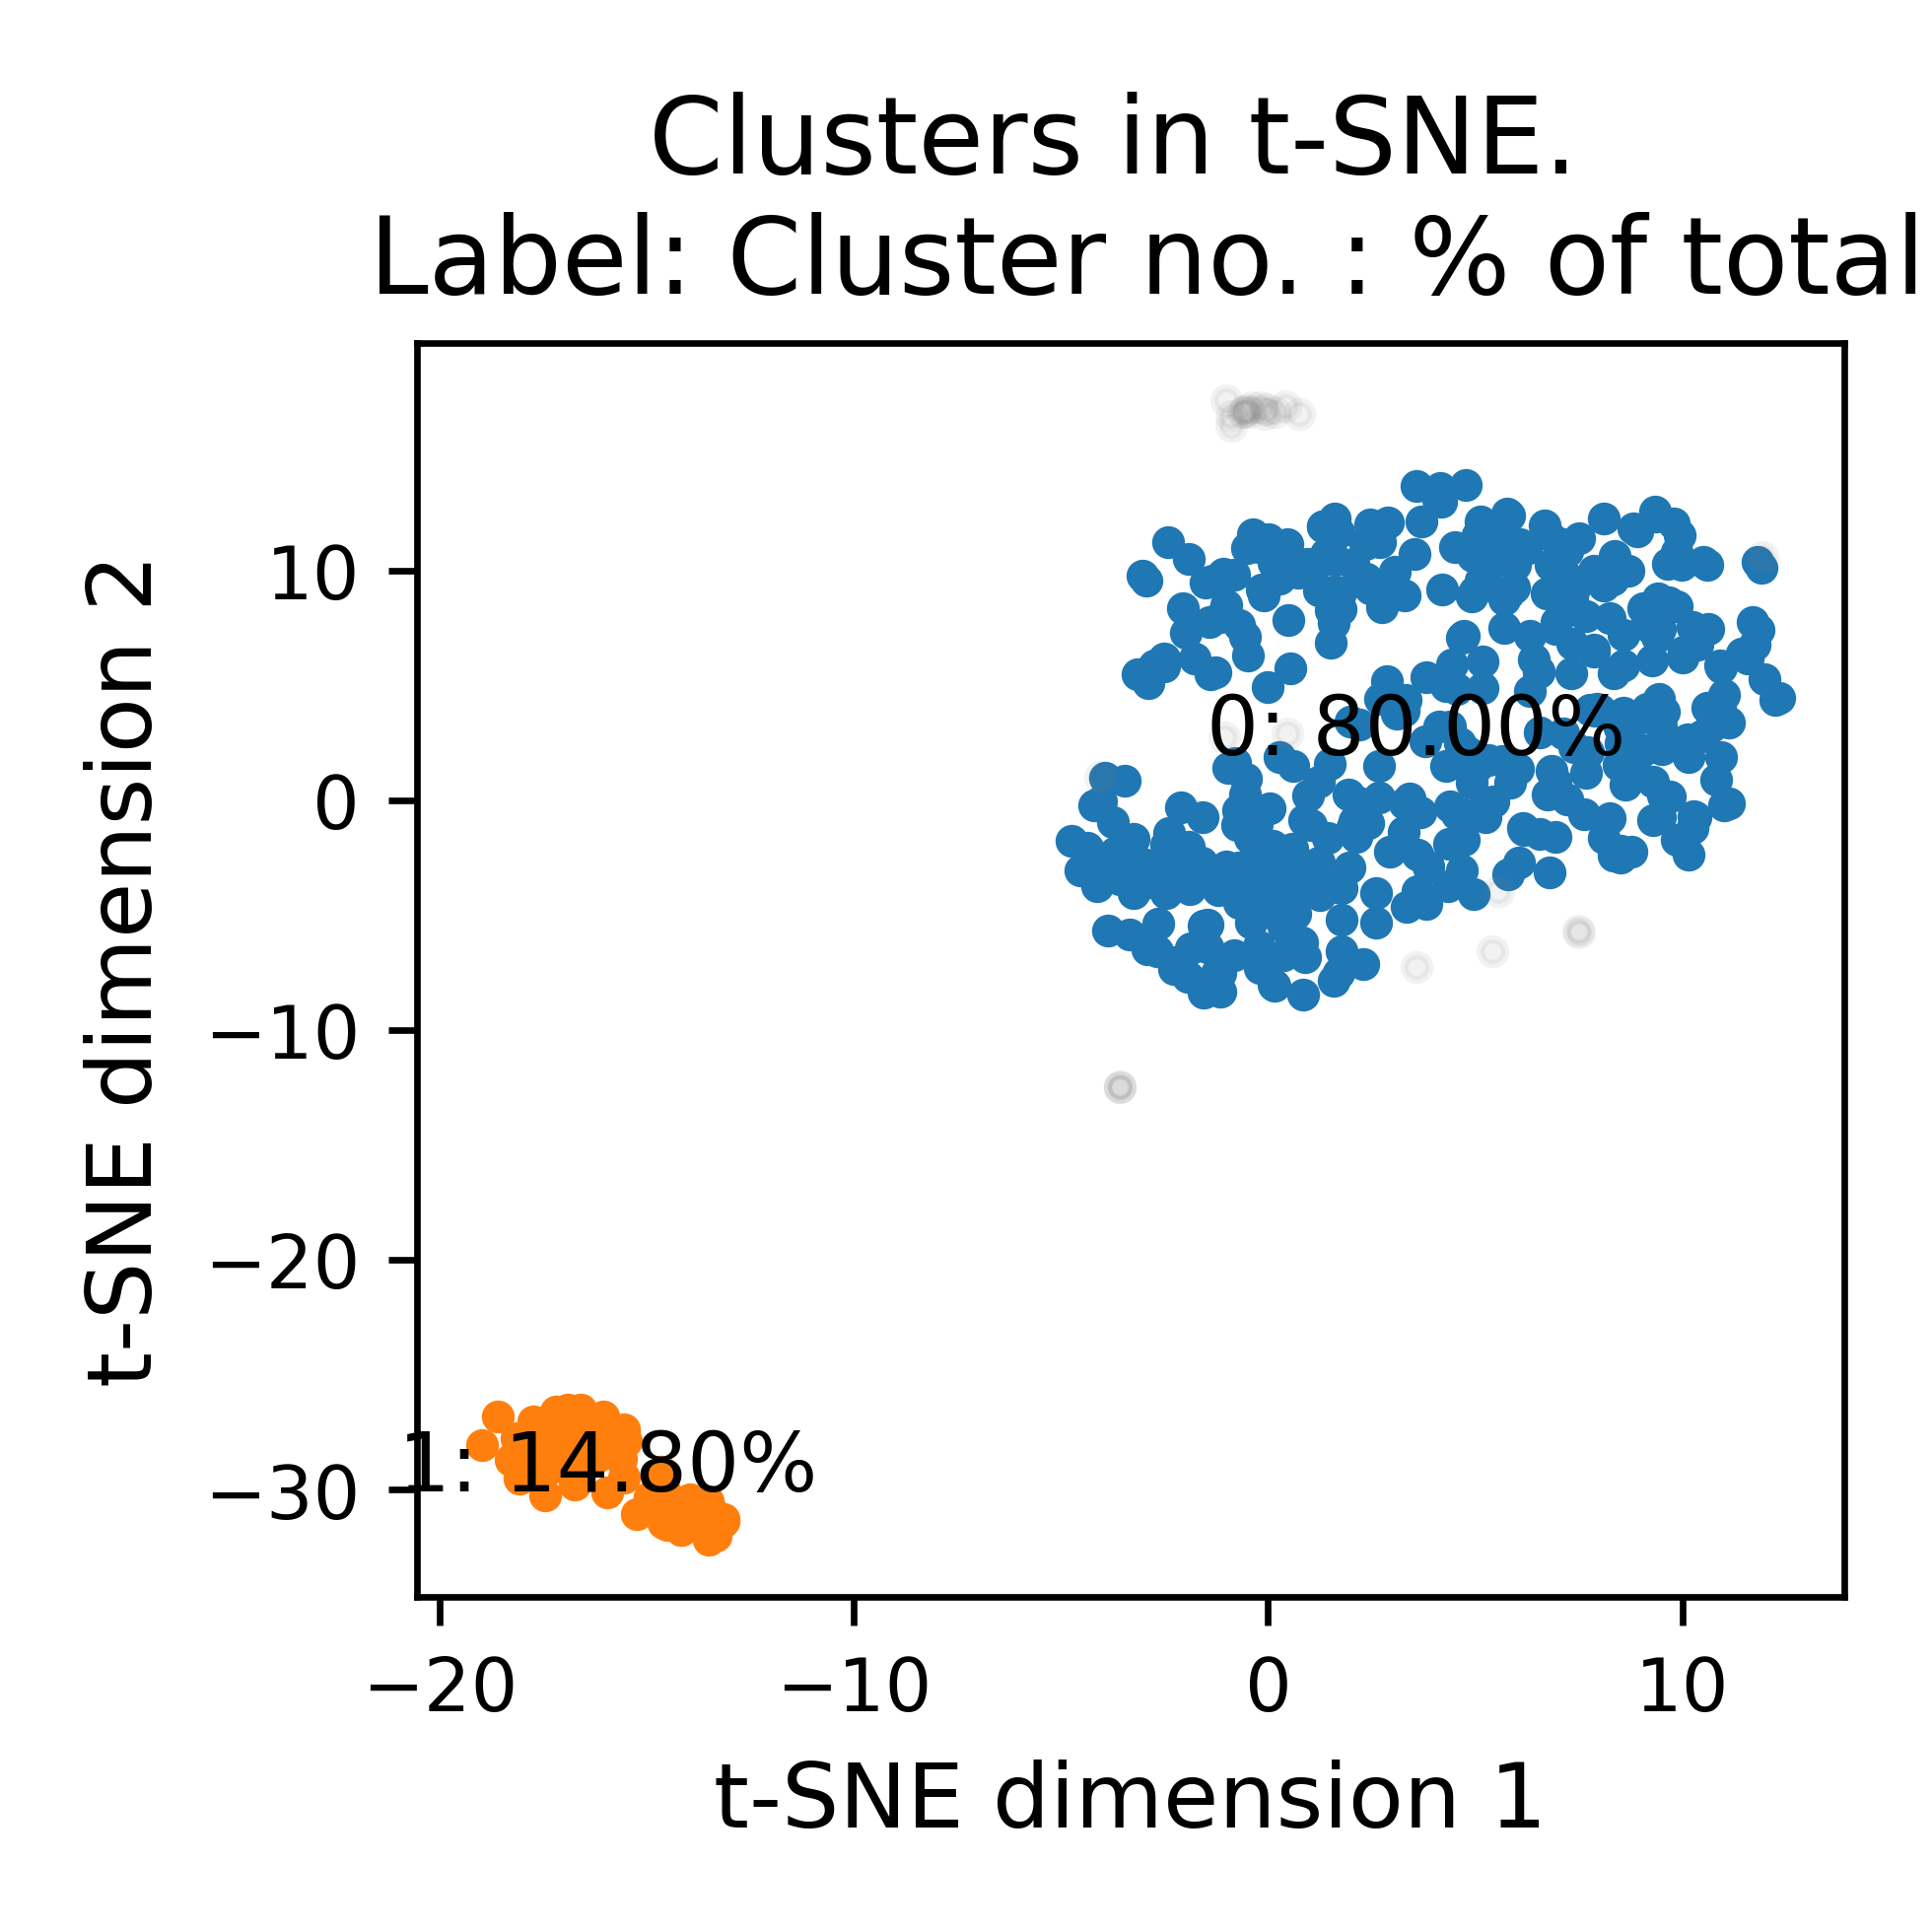 Clusters in t-SNE.
Label: Cluster no. : % of total
t-SNE dimension 2
10
0
−10
−20
−30
0: 80.00%
1: 14.80%
−20
−10
0
10
t-SNE dimension 1